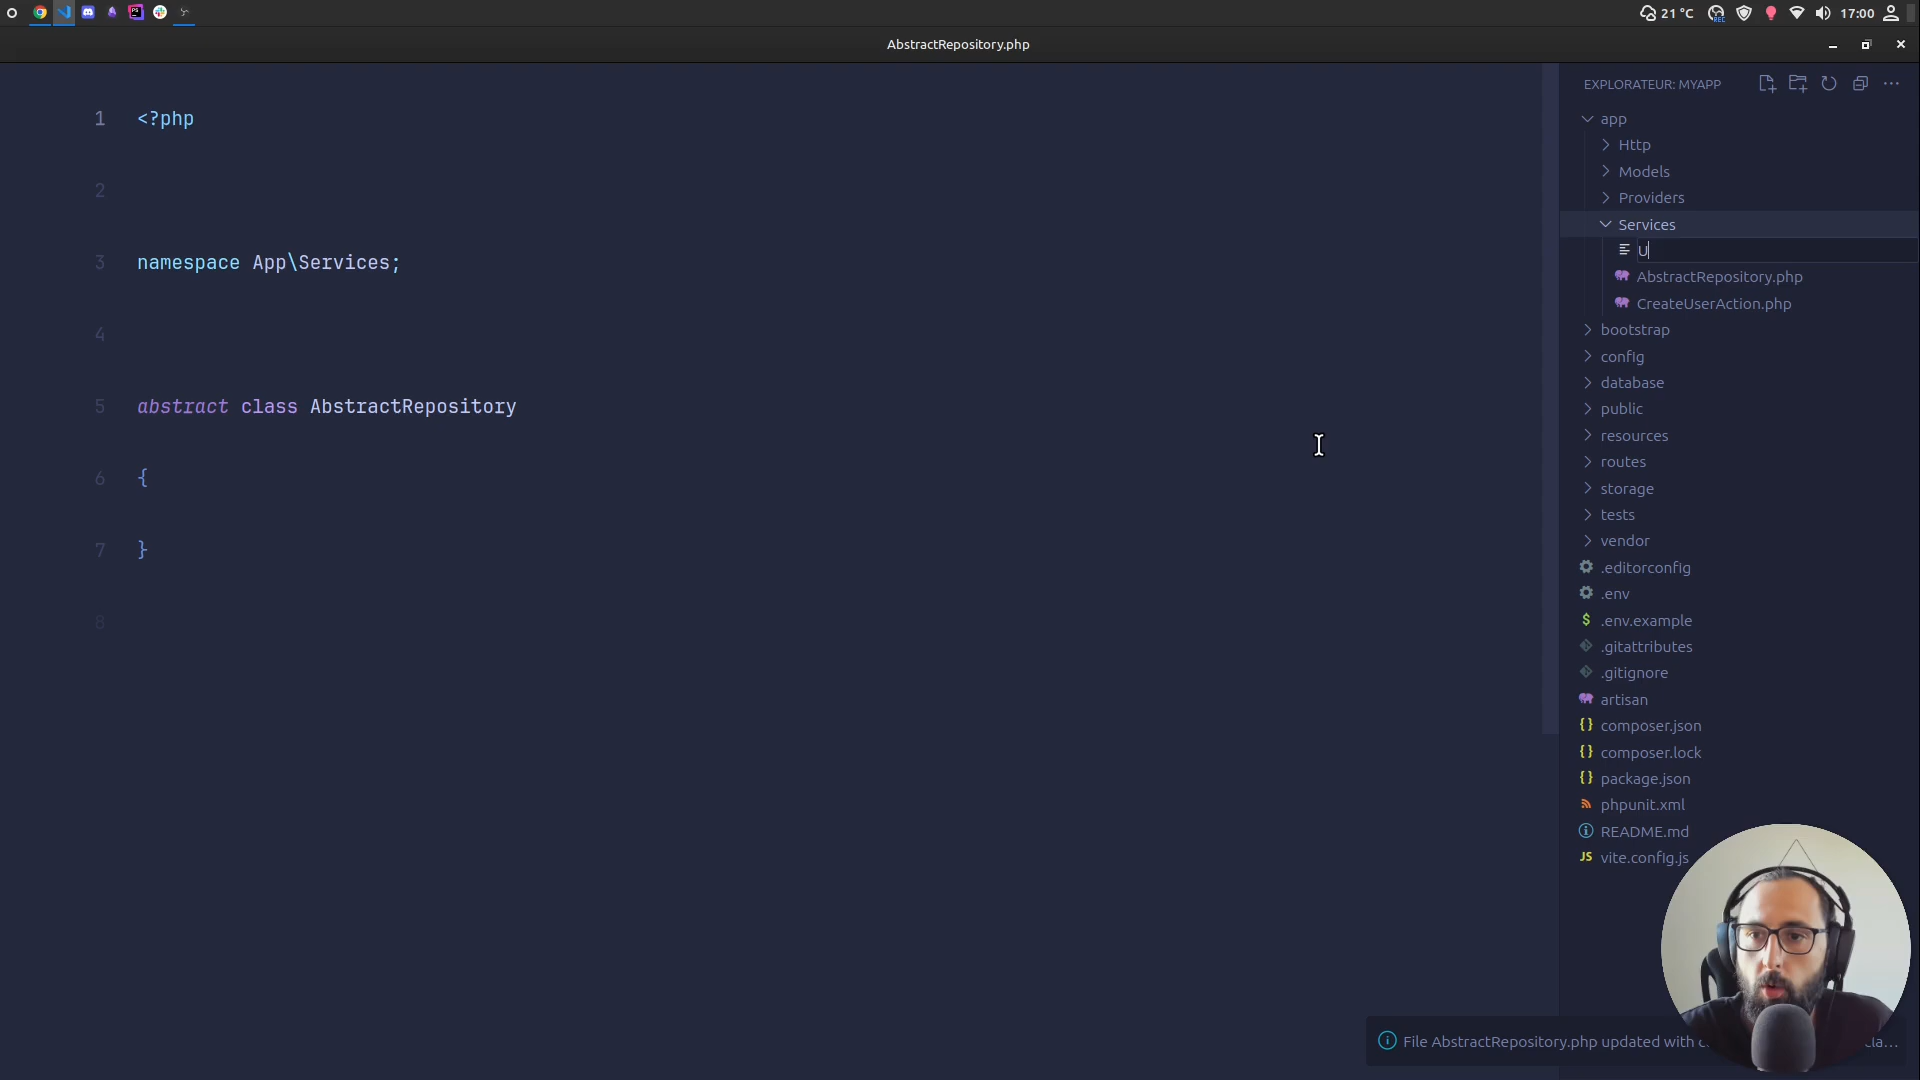 21 °C
REC
17:00
AbstractRepository.php
EXPLORATEUR: MYAPP
1 <?php
2
3 namespace App\Services;
4
5 abstract class AbstractRepository
6 {
7 }
8
app
Http
Models
Providers
Services
U
AbstractRepository.php
CreateUserAction.php
bootstrap
config
database
public
resources
routes
storage
tests
vendor
.editorconfig
.env
$ .env.example
.gitattributes
.gitignore
artisan
{ } composer.json
{ } composer.lock
{ } package.json
phpunit.xml
README.md
JS vite.config.js
File AbstractRepository.php updated with